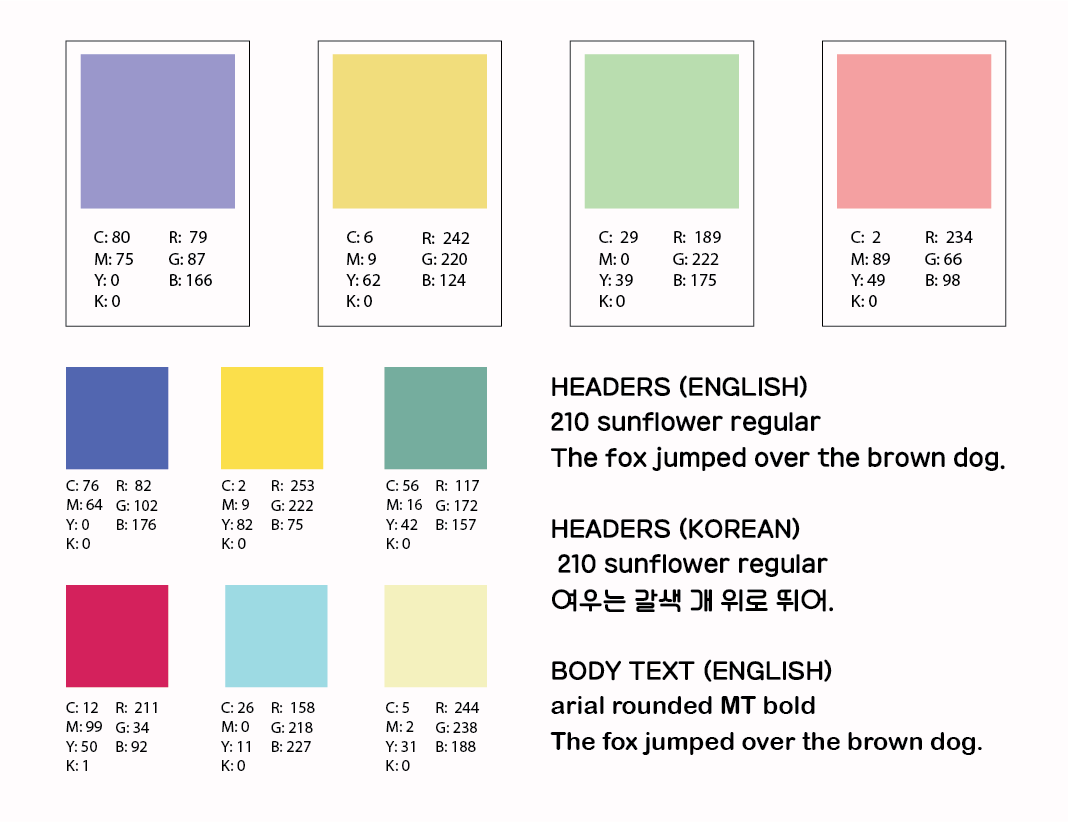 C: 80 R: 79
M: 75 G: 87
Y: 0 B: 166
K: 0
C: 6 R: 242
M: 9 G: 220
Y: 62 B: 124
K: 0
C: 29 R: 189
M: 0 G: 222
Y: 39 B: 175
K: 0
C: 2 R: 234
M: 89 G: 66
Y: 49 B: 98
K: 0
C: 76 R: 82
M: 64 G: 102
Y: 0 B: 176
K: 0
C: 2 R: 253
M: 9 G: 222
Y: 82 B: 75
K: 0
C: 56 R: 117
M: 16 G: 172
Y: 42 B: 157
K: 0
C: 12 R: 211
M: 99 G: 34
Y: 50 B: 92
K: 1
C: 26 R: 158
M: 0 G: 218
Y: 11 B: 227
K: 0
C: 5 R: 244
M: 2 G: 238
Y: 31 B: 188
K: 0
HEADERS (ENGLISH)
210 sunflower regular
The fox jumped over the brown dog.
HEADERS (KOREAN)
210 sunflower regular
여우는 갈색 개 위로 뛰어.
BODY TEXT (ENGLISH)
arial rounded MT bold
The fox jumped over the brown dog.